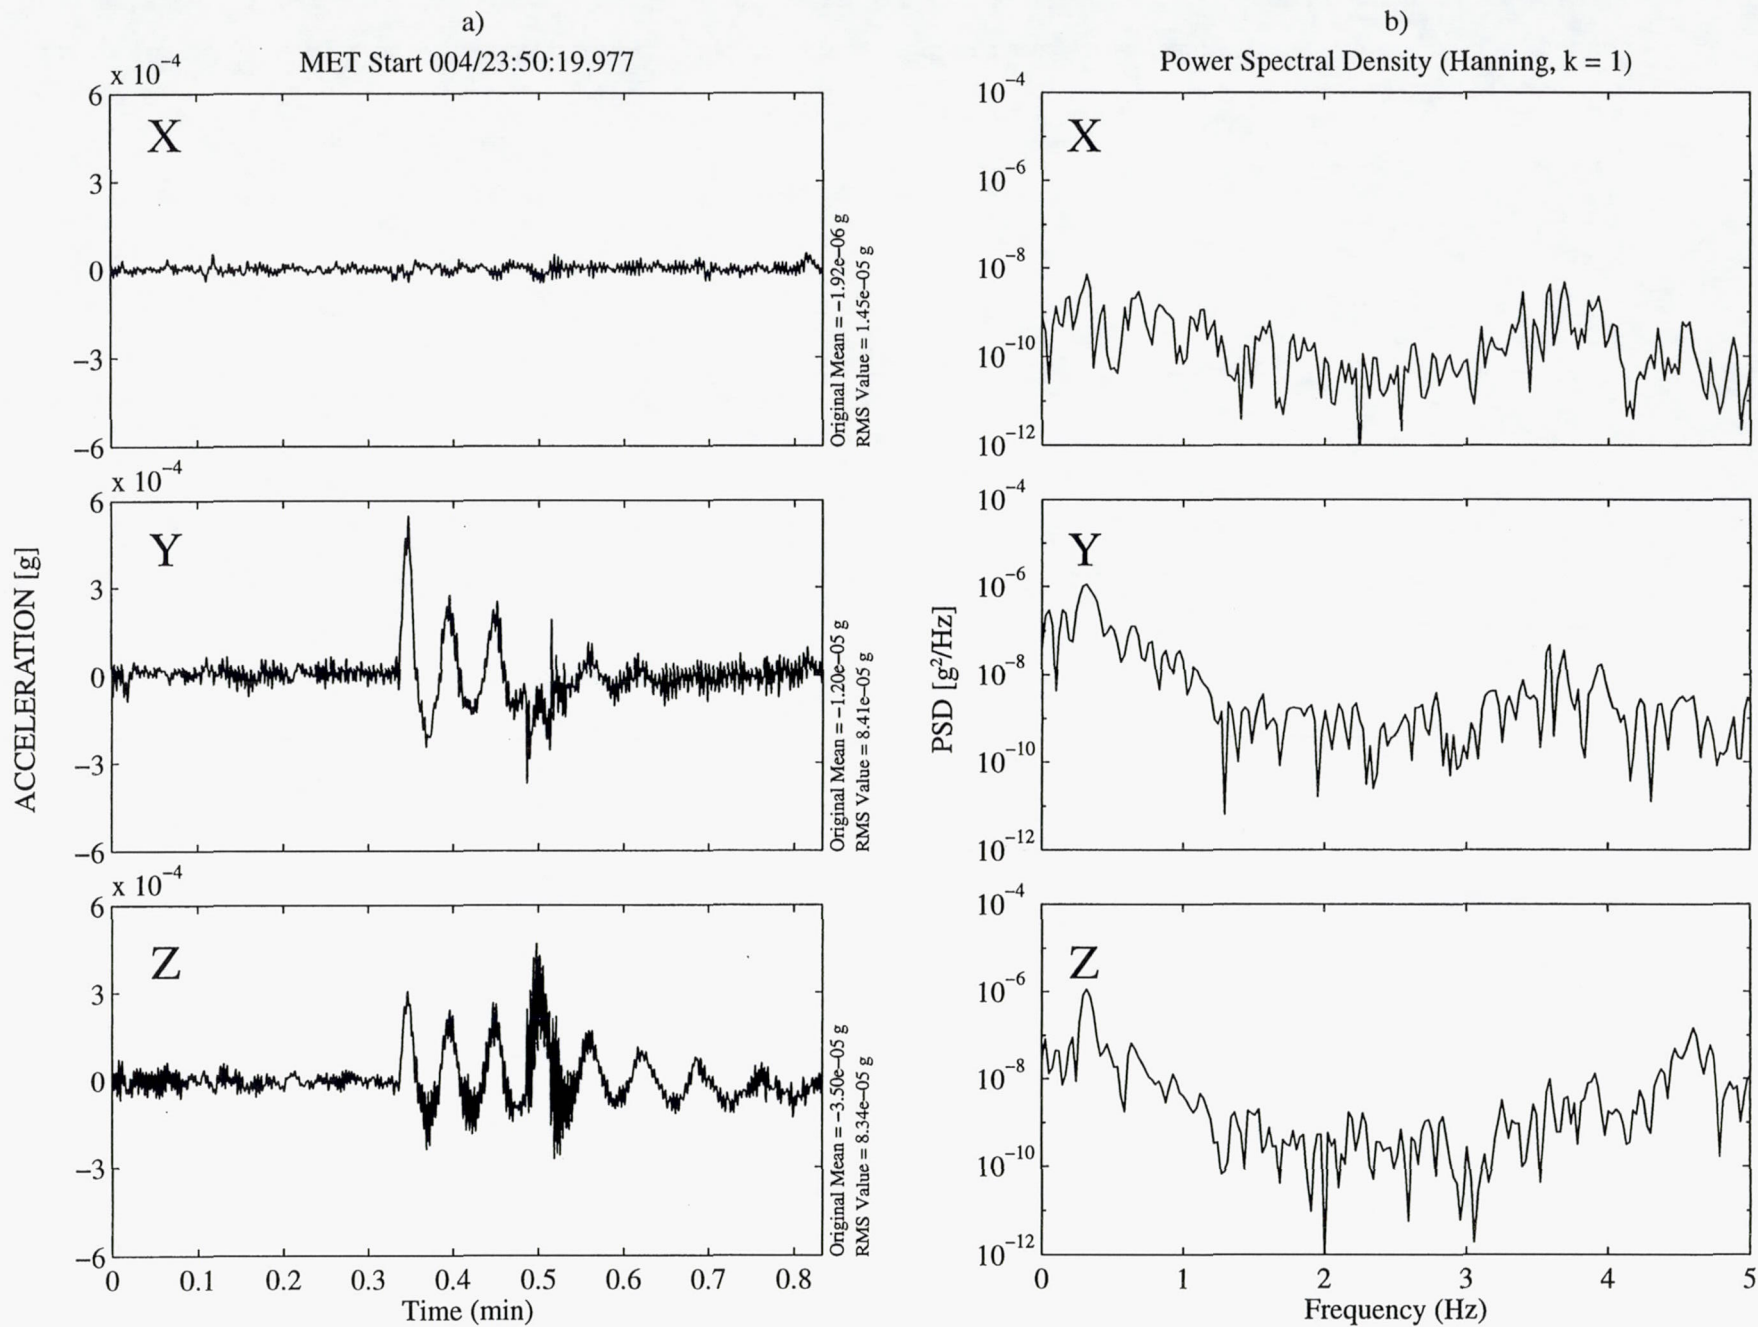 a)
MET Start 004/23:50:19.977
x 10⁻⁴
6
3
0
−3
−6
X
Original Mean = −1.92e−06 g
RMS Value = 1.45e−05 g
x 10⁻⁴
6
3
0
−3
−6
Y
Original Mean = −1.20e−05 g
RMS Value = 8.41e−05 g
x 10⁻⁴
6
3
0
−3
−6
Z
Original Mean = −3.50e−05 g
RMS Value = 8.34e−05 g
ACCELERATION [g]
0 0.1 0.2 0.3 0.4 0.5 0.6 0.7 0.8
Time (min)
b)
Power Spectral Density (Hanning, k = 1)
10⁻⁴
10⁻⁶
10⁻⁸
10⁻¹⁰
10⁻¹²
X
10⁻⁴
10⁻⁶
10⁻⁸
10⁻¹⁰
10⁻¹²
Y
10⁻⁴
10⁻⁶
10⁻⁸
10⁻¹⁰
10⁻¹²
Z
PSD [g²/Hz]
0 1 2 3 4 5
Frequency (Hz)